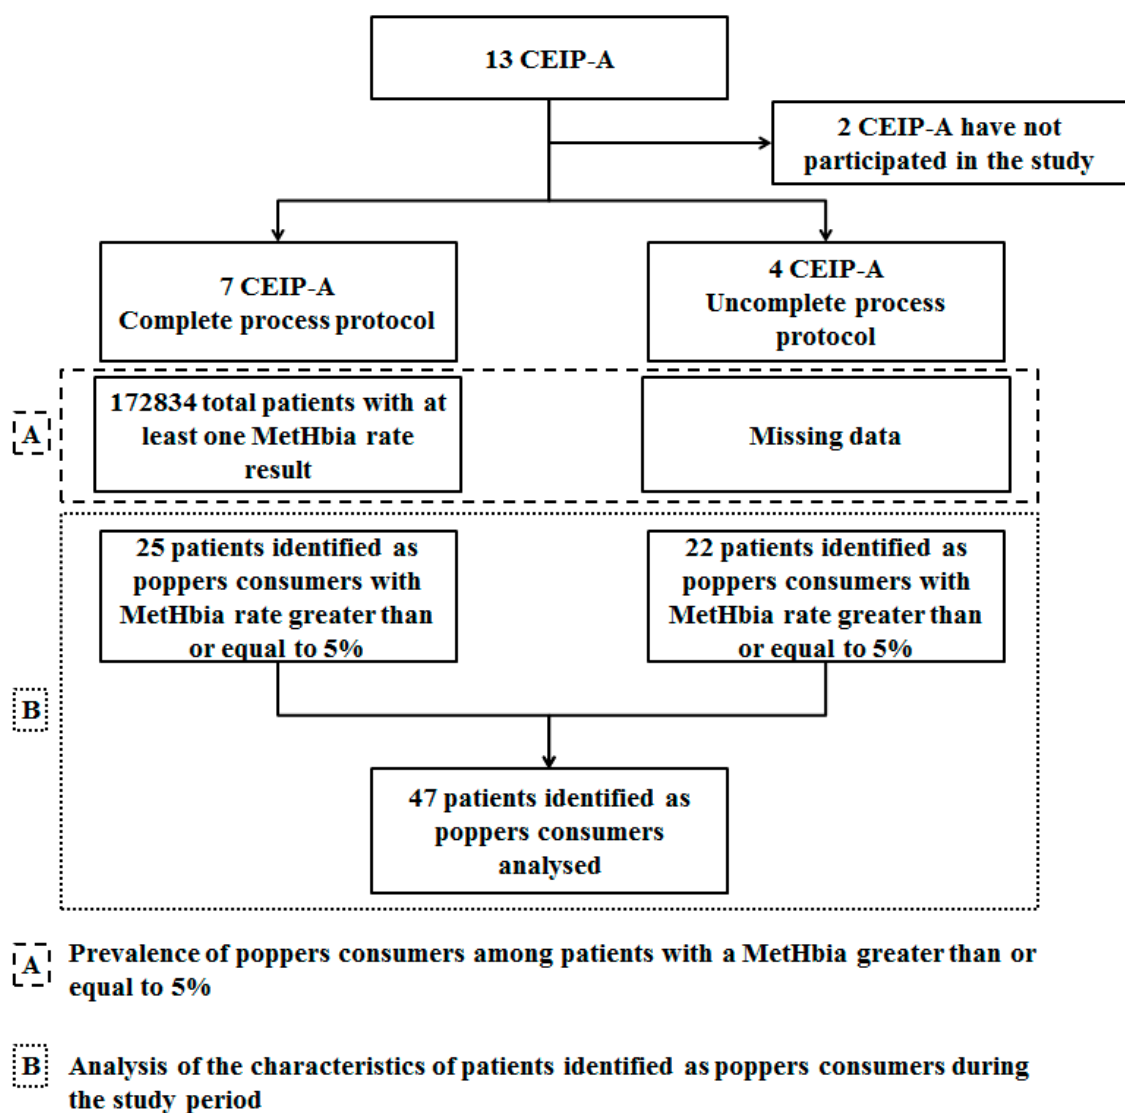 13 CEIP-A
2 CEIP-A have not
participated in the study
7 CEIP-A
Complete process protocol
4 CEIP-A
Uncomplete process
protocol
A
172834 total patients with at
least one MetHbia rate
result
Missing data
B
25 patients identified as
poppers consumers with
MetHbia rate greater than
or equal to 5%
22 patients identified as
poppers consumers with
MetHbia rate greater than
or equal to 5%
47 patients identified as
poppers consumers
analysed
A
Prevalence of poppers consumers among patients with a MetHbia greater than or
equal to 5%
B
Analysis of the characteristics of patients identified as poppers consumers during
the study period